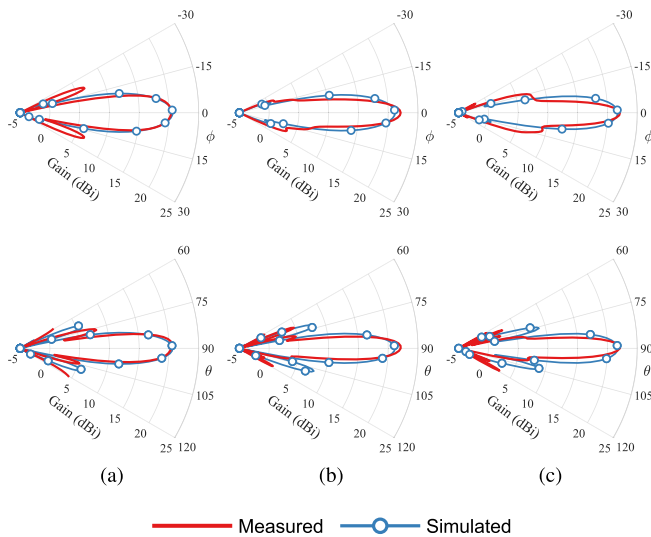 -30 -30 -30
-15 -15 -15
-5 0 -5 0 -5 0
0 ϕ 0 ϕ 0 ϕ
5 5 5
10 10 10
15 15 15 15 15 15
Gain (dBi) Gain (dBi) Gain (dBi)
20 20 20
25 30 25 30 25 30
60 60 60
75 75 75
-5 90 -5 90 -5 90
0 θ 0 θ 0 θ
5 105 5 105 5 105
10 10 10
15 15 15
Gain (dBi) Gain (dBi) Gain (dBi)
20 20 20
25 120 25 120 25 120
(a) (b) (c)
Measured Simulated